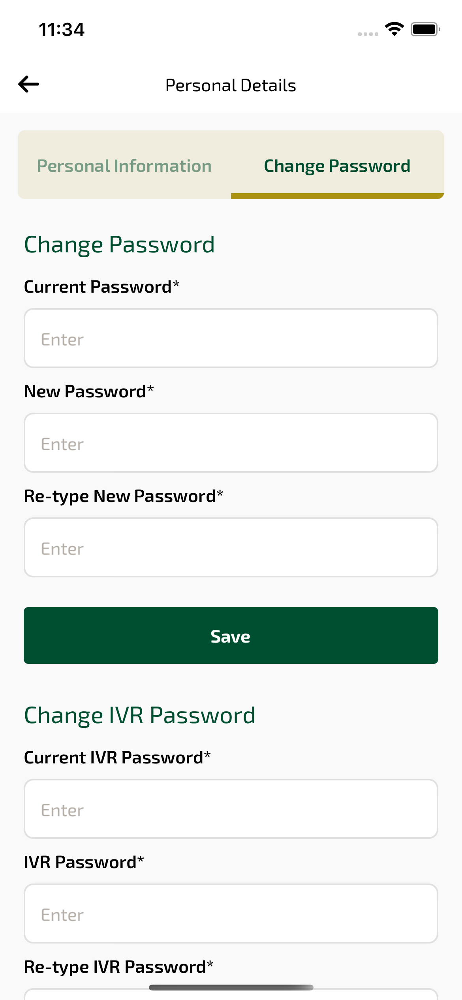 11:34
Personal Details
Personal Information
Change Password
Change Password
Current Password*
Enter
New Password*
Enter
Re-type New Password*
Enter
Save
Change IVR Password
Current IVR Password*
Enter
IVR Password*
Enter
Re-type IVR Password*